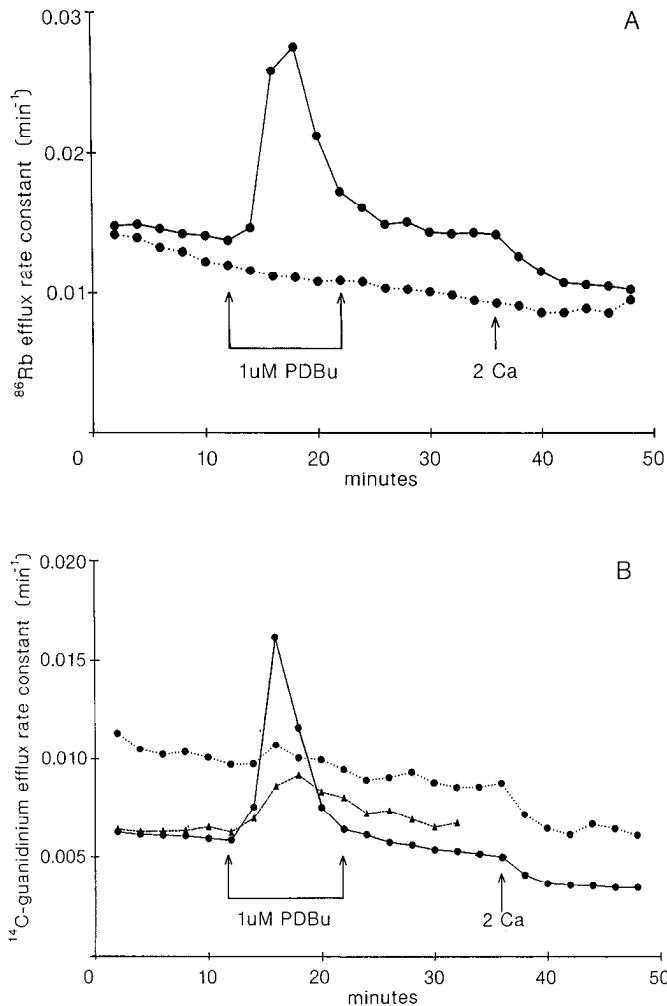 A
0.03
0.02
0.01
⁸⁶Rb efflux rate constant (min⁻¹)
1uM PDBu
2 Ca
0 10 20 30 40 50
minutes
B
0.020
0.015
0.010
0.005
¹⁴C-guanidinium efflux rate constant (min⁻¹)
1uM PDBu
2 Ca
0 10 20 30 40 50
minutes